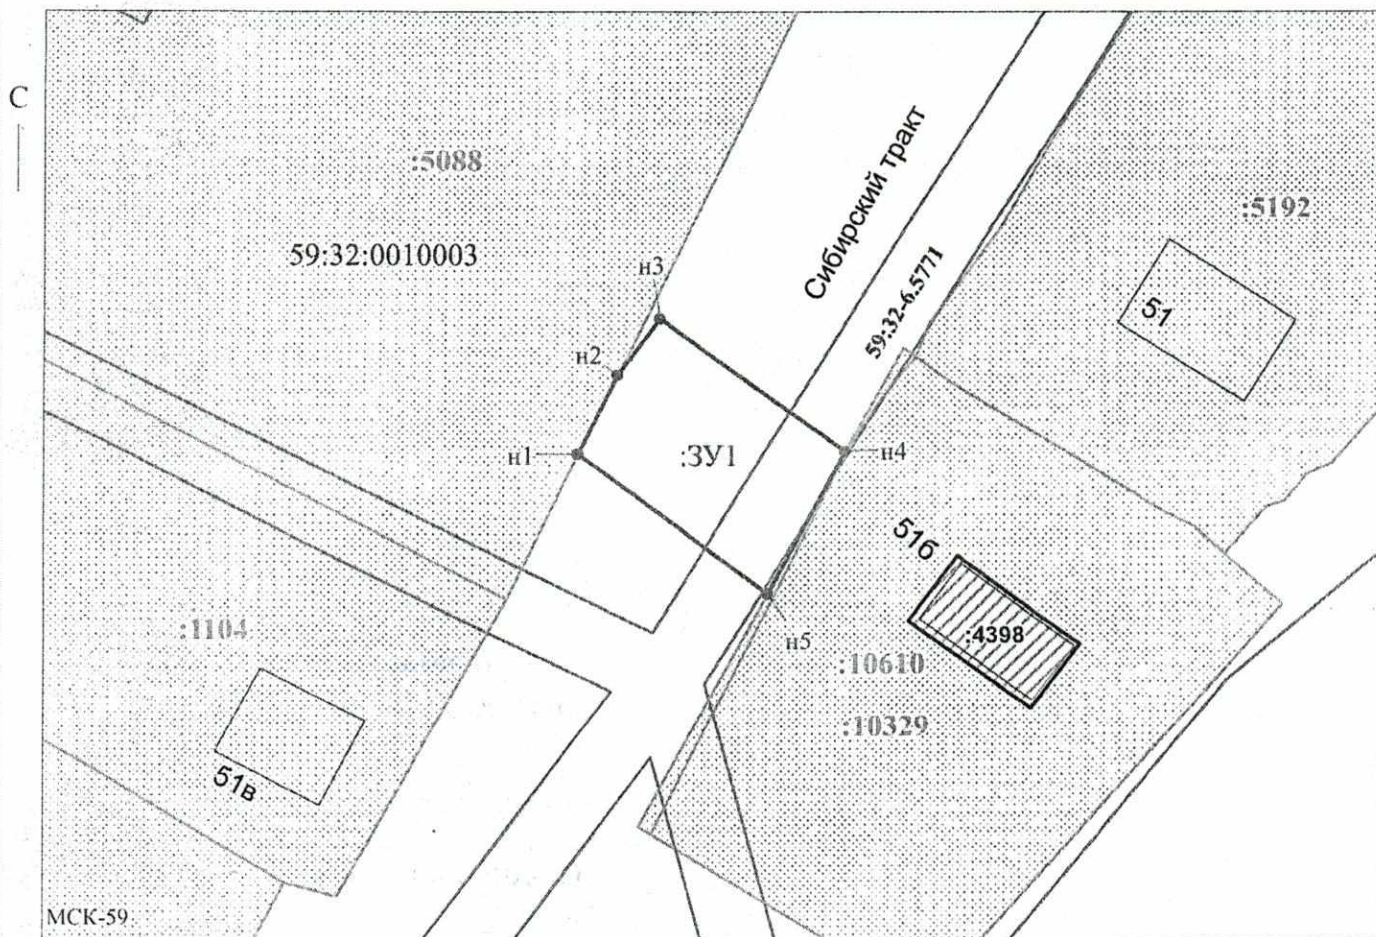 С
:5088
59:32:0010003
Сибирский тракт
59:32-6.5771
:5192
51
н3
н2
н1
:ЗУ1
н4
51б
:4398
н5
:10610
:10329
:1104
51в
МСК-59